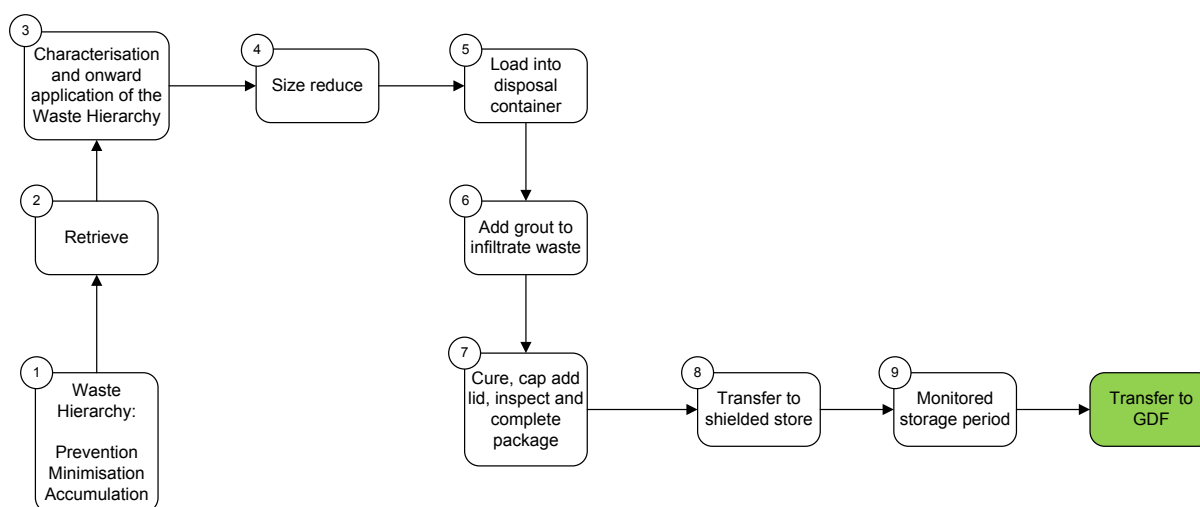 3
Characterisation
and onward
application of the
Waste Hierarchy
4
Size reduce
5
Load into
disposal
container
2
Retrieve
6
Add grout to
infiltrate waste
1
Waste
Hierarchy:
Prevention
Minimisation
Accumulation
7
Cure, cap add
lid, inspect and
complete
package
8
Transfer to
shielded store
9
Monitored
storage period
Transfer to
GDF